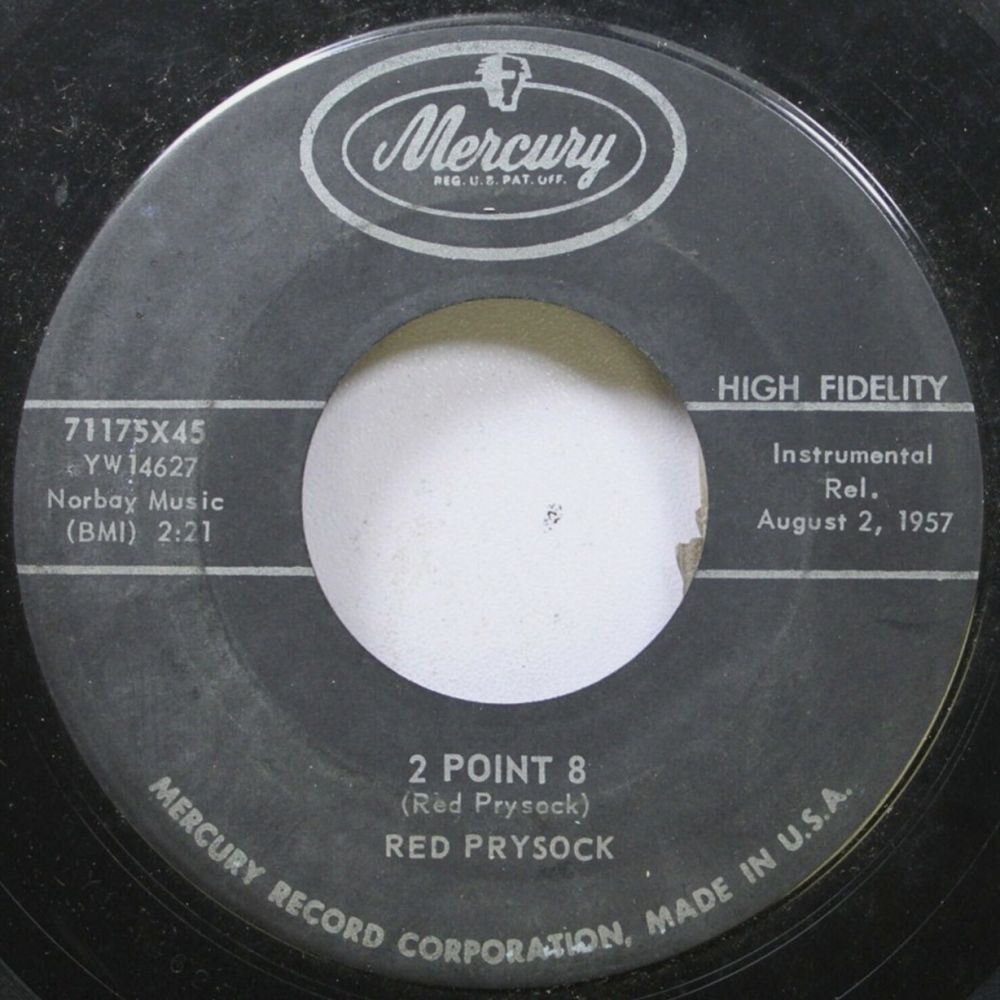 Mercury
REG. U.S. PAT. OFF.
HIGH FIDELITY
71175X45
YW14627
Norbay Music
(BMI) 2:21
Instrumental
Rel.
August 2, 1957
2 POINT 8
(Red Prysock)
RED PRYSOCK
MERCURY RECORD CORPORATION, MADE IN U.S.A.